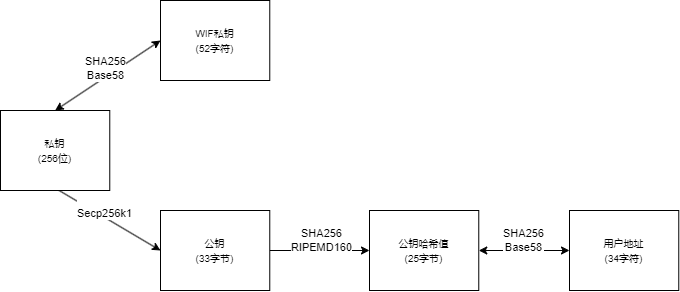 WIF私钥
(52字符)
SHA256
Base58
私钥
(256位)
Secp256k1
公钥
(33字节)
SHA256
RIPEMD160
公钥哈希值
(25字节)
SHA256
Base58
用户地址
(34字符)